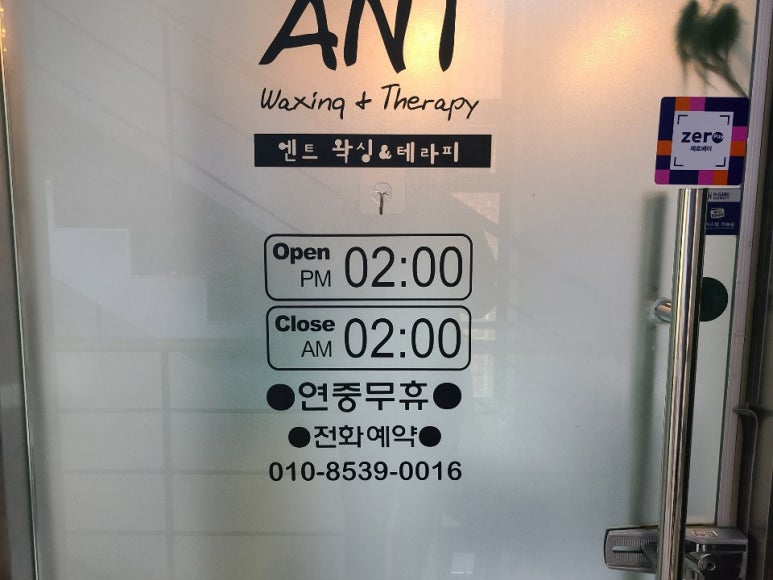 ANT
Waxing & Therapy
엔트 왁싱&테라피
zero Pay
제로페이
Open
PM 02:00
Close
AM 02:00
●연중무휴●
●전화예약●
010-8539-0016